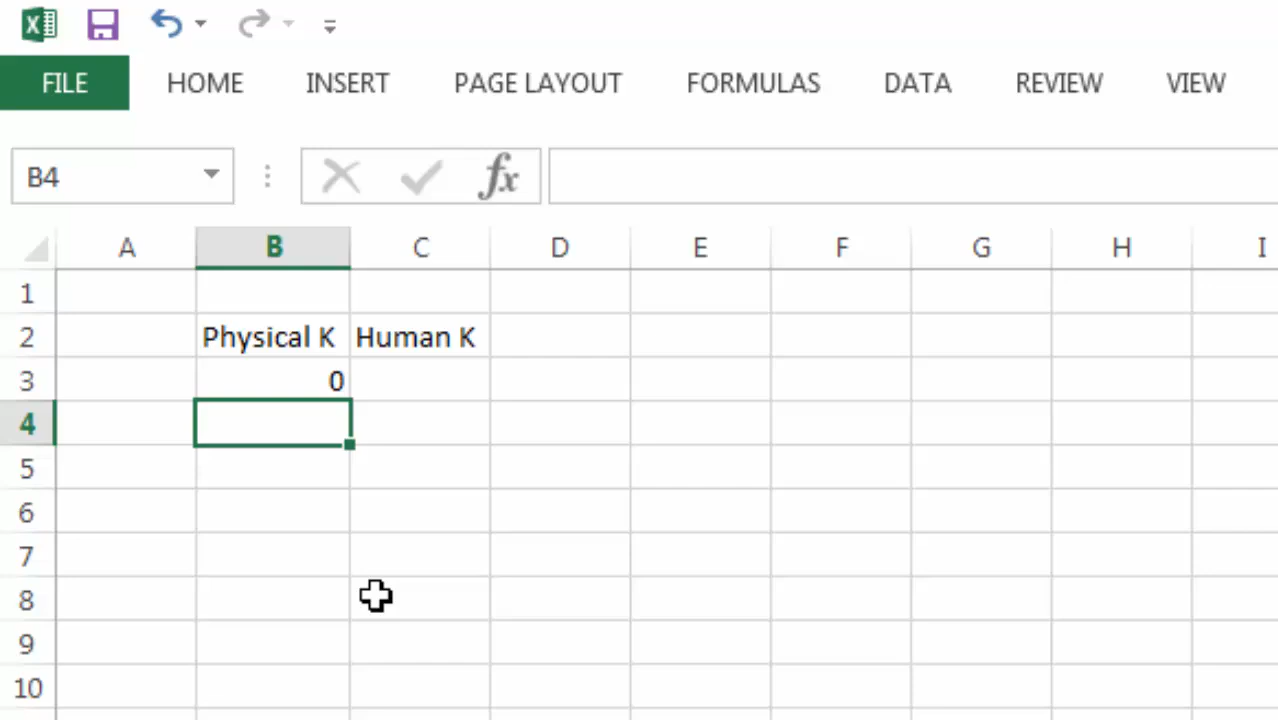 FILE HOME INSERT PAGE LAYOUT FORMULAS DATA REVIEW VIEW
B4 fx
A B C D E F G H I
1
2 Physical K Human K
3 0
4
5
6
7
8
9
10